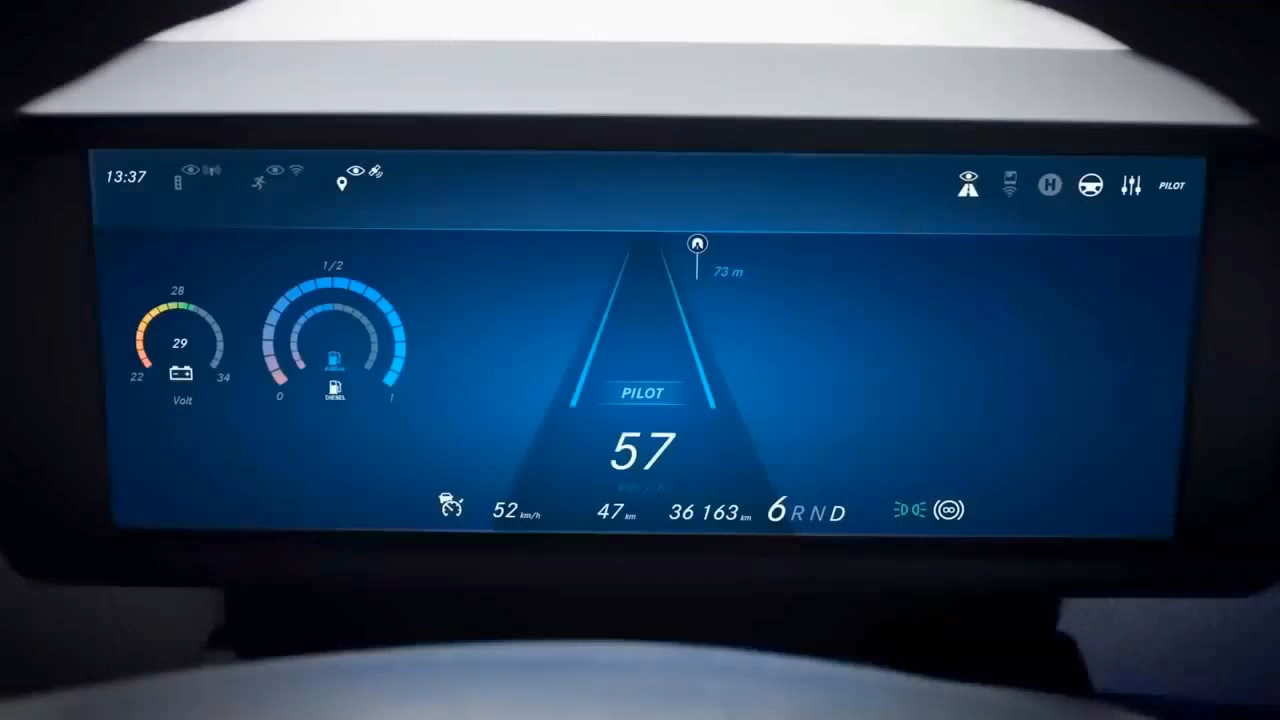 13:37
PILOT
73 m
28
29
22 34
Volt
1/2
0 1
DIESEL
PILOT
57
52 km/h 47 km 36 163 km 6 R N D
H